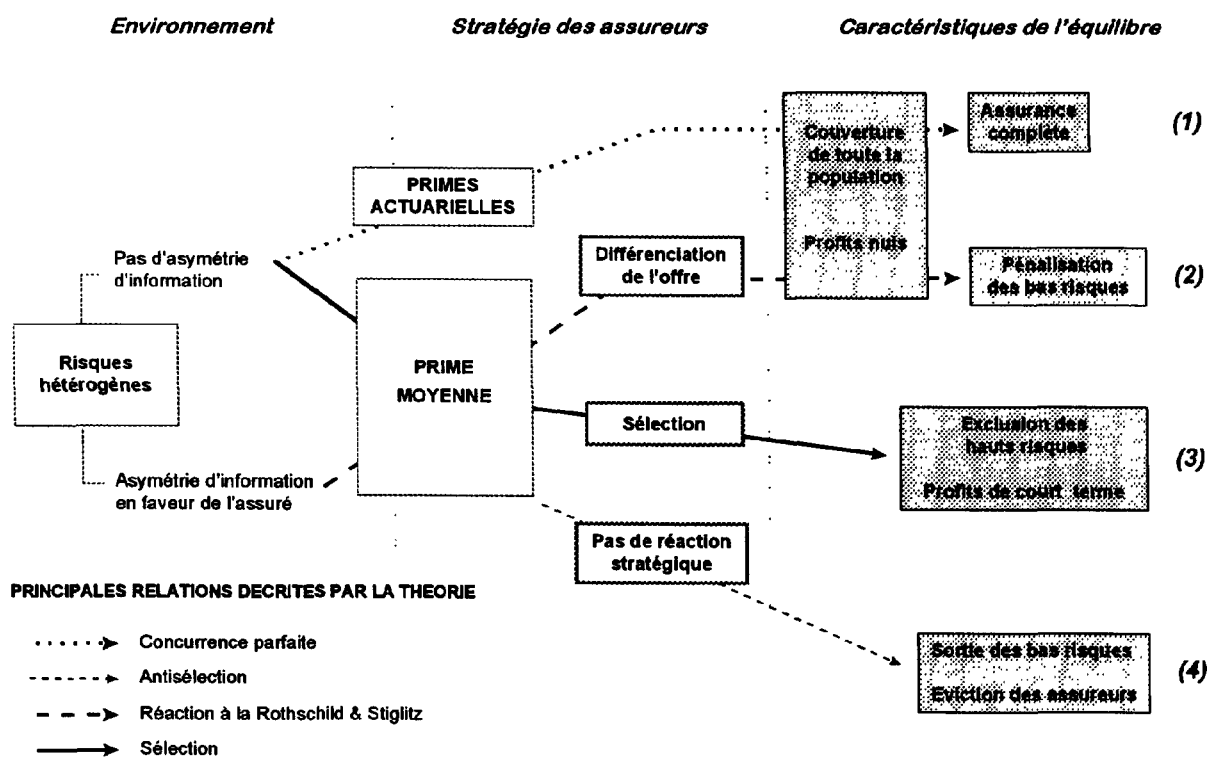 Environnement
Stratégie des assureurs
Caractéristiques de l'équilibre
Couverture
de toute la
population
Profits nuls
Assurance
complète
(1)
PRIMES
ACTUARIELLES
Pas d'asymétrie
d'information
Différenciation
de l'offre
Pénalisation
des bas risques
(2)
Risques
hétérogènes
PRIME
MOYENNE
Sélection
Exclusion des
hauts risques
Profits de court terme
(3)
Asymétrie d'information
en faveur de l'assuré
Pas de réaction
stratégique
PRINCIPALES RELATIONS DECRITES PAR LA THEORIE
Concurrence parfaite
Antisélection
Réaction à la Rothschild & Stiglitz
Sélection
Sortie des bas risques
Eviction des assureurs
(4)